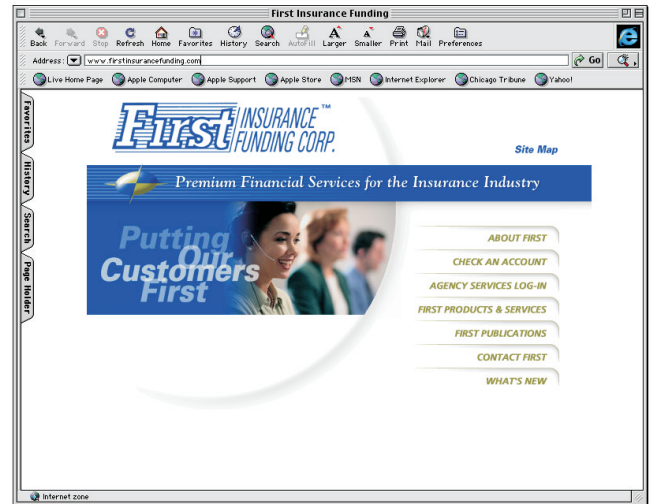 First Insurance Funding
Back Forward Stop Refresh Home Favorites History Search AutoFill Larger Smaller Print Mail Preferences
Address: www.firstinsurancefunding.com Go
Live Home Page Apple Computer Apple Support Apple Store MSN Internet Explorer Chicago Tribune Yahoo!
Favorites
History
Search
Page Holder
First INSURANCE™
FUNDING CORP.
Site Map
Premium Financial Services for the Insurance Industry
Putting
Our
Customers
First
ABOUT FIRST
CHECK AN ACCOUNT
AGENCY SERVICES LOG-IN
FIRST PRODUCTS & SERVICES
FIRST PUBLICATIONS
CONTACT FIRST
WHAT'S NEW
Internet zone